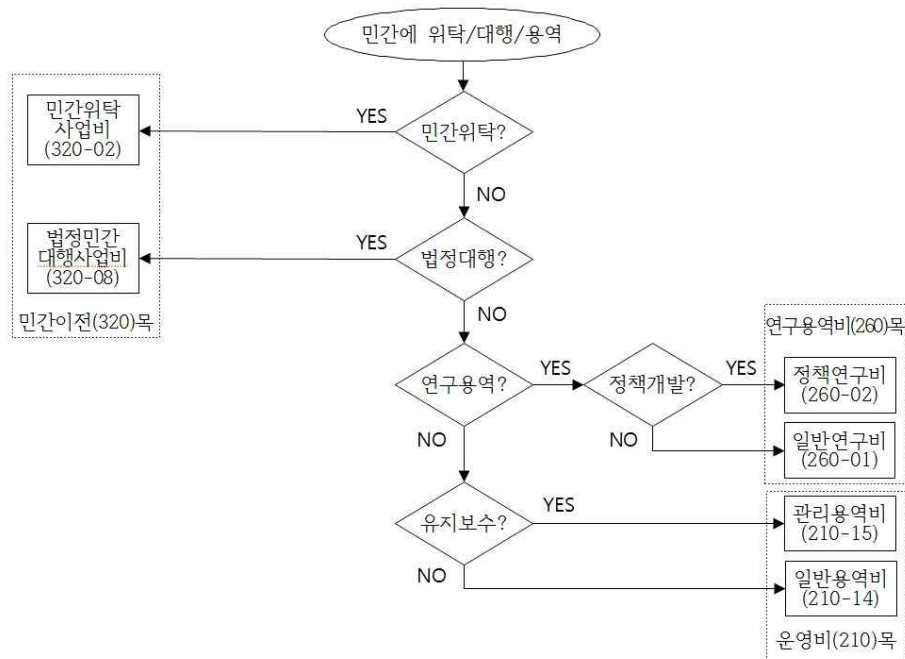 민간에 위탁/대행/용역
민간위탁?
YES
민간위탁
사업비
(320-02)
NO
법정대행?
YES
법정민간
대행사업비
(320-08)
민간이전(320)목
NO
연구용역?
YES
정책개발?
YES
연구용역비(260)목
정책연구비
(260-02)
NO
일반연구비
(260-01)
NO
유지보수?
YES
관리용역비
(210-15)
NO
일반용역비
(210-14)
운영비(210)목